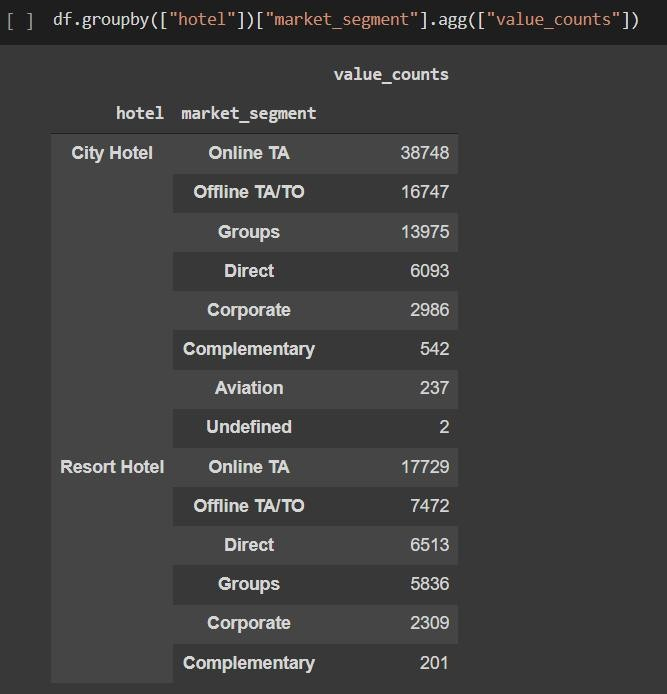 [ ] df.groupby(["hotel"])["market_segment"].agg(["value_counts"])
value_counts
hotel market_segment
City Hotel Online TA 38748
Offline TA/TO 16747
Groups 13975
Direct 6093
Corporate 2986
Complementary 542
Aviation 237
Undefined 2
Resort Hotel Online TA 17729
Offline TA/TO 7472
Direct 6513
Groups 5836
Corporate 2309
Complementary 201